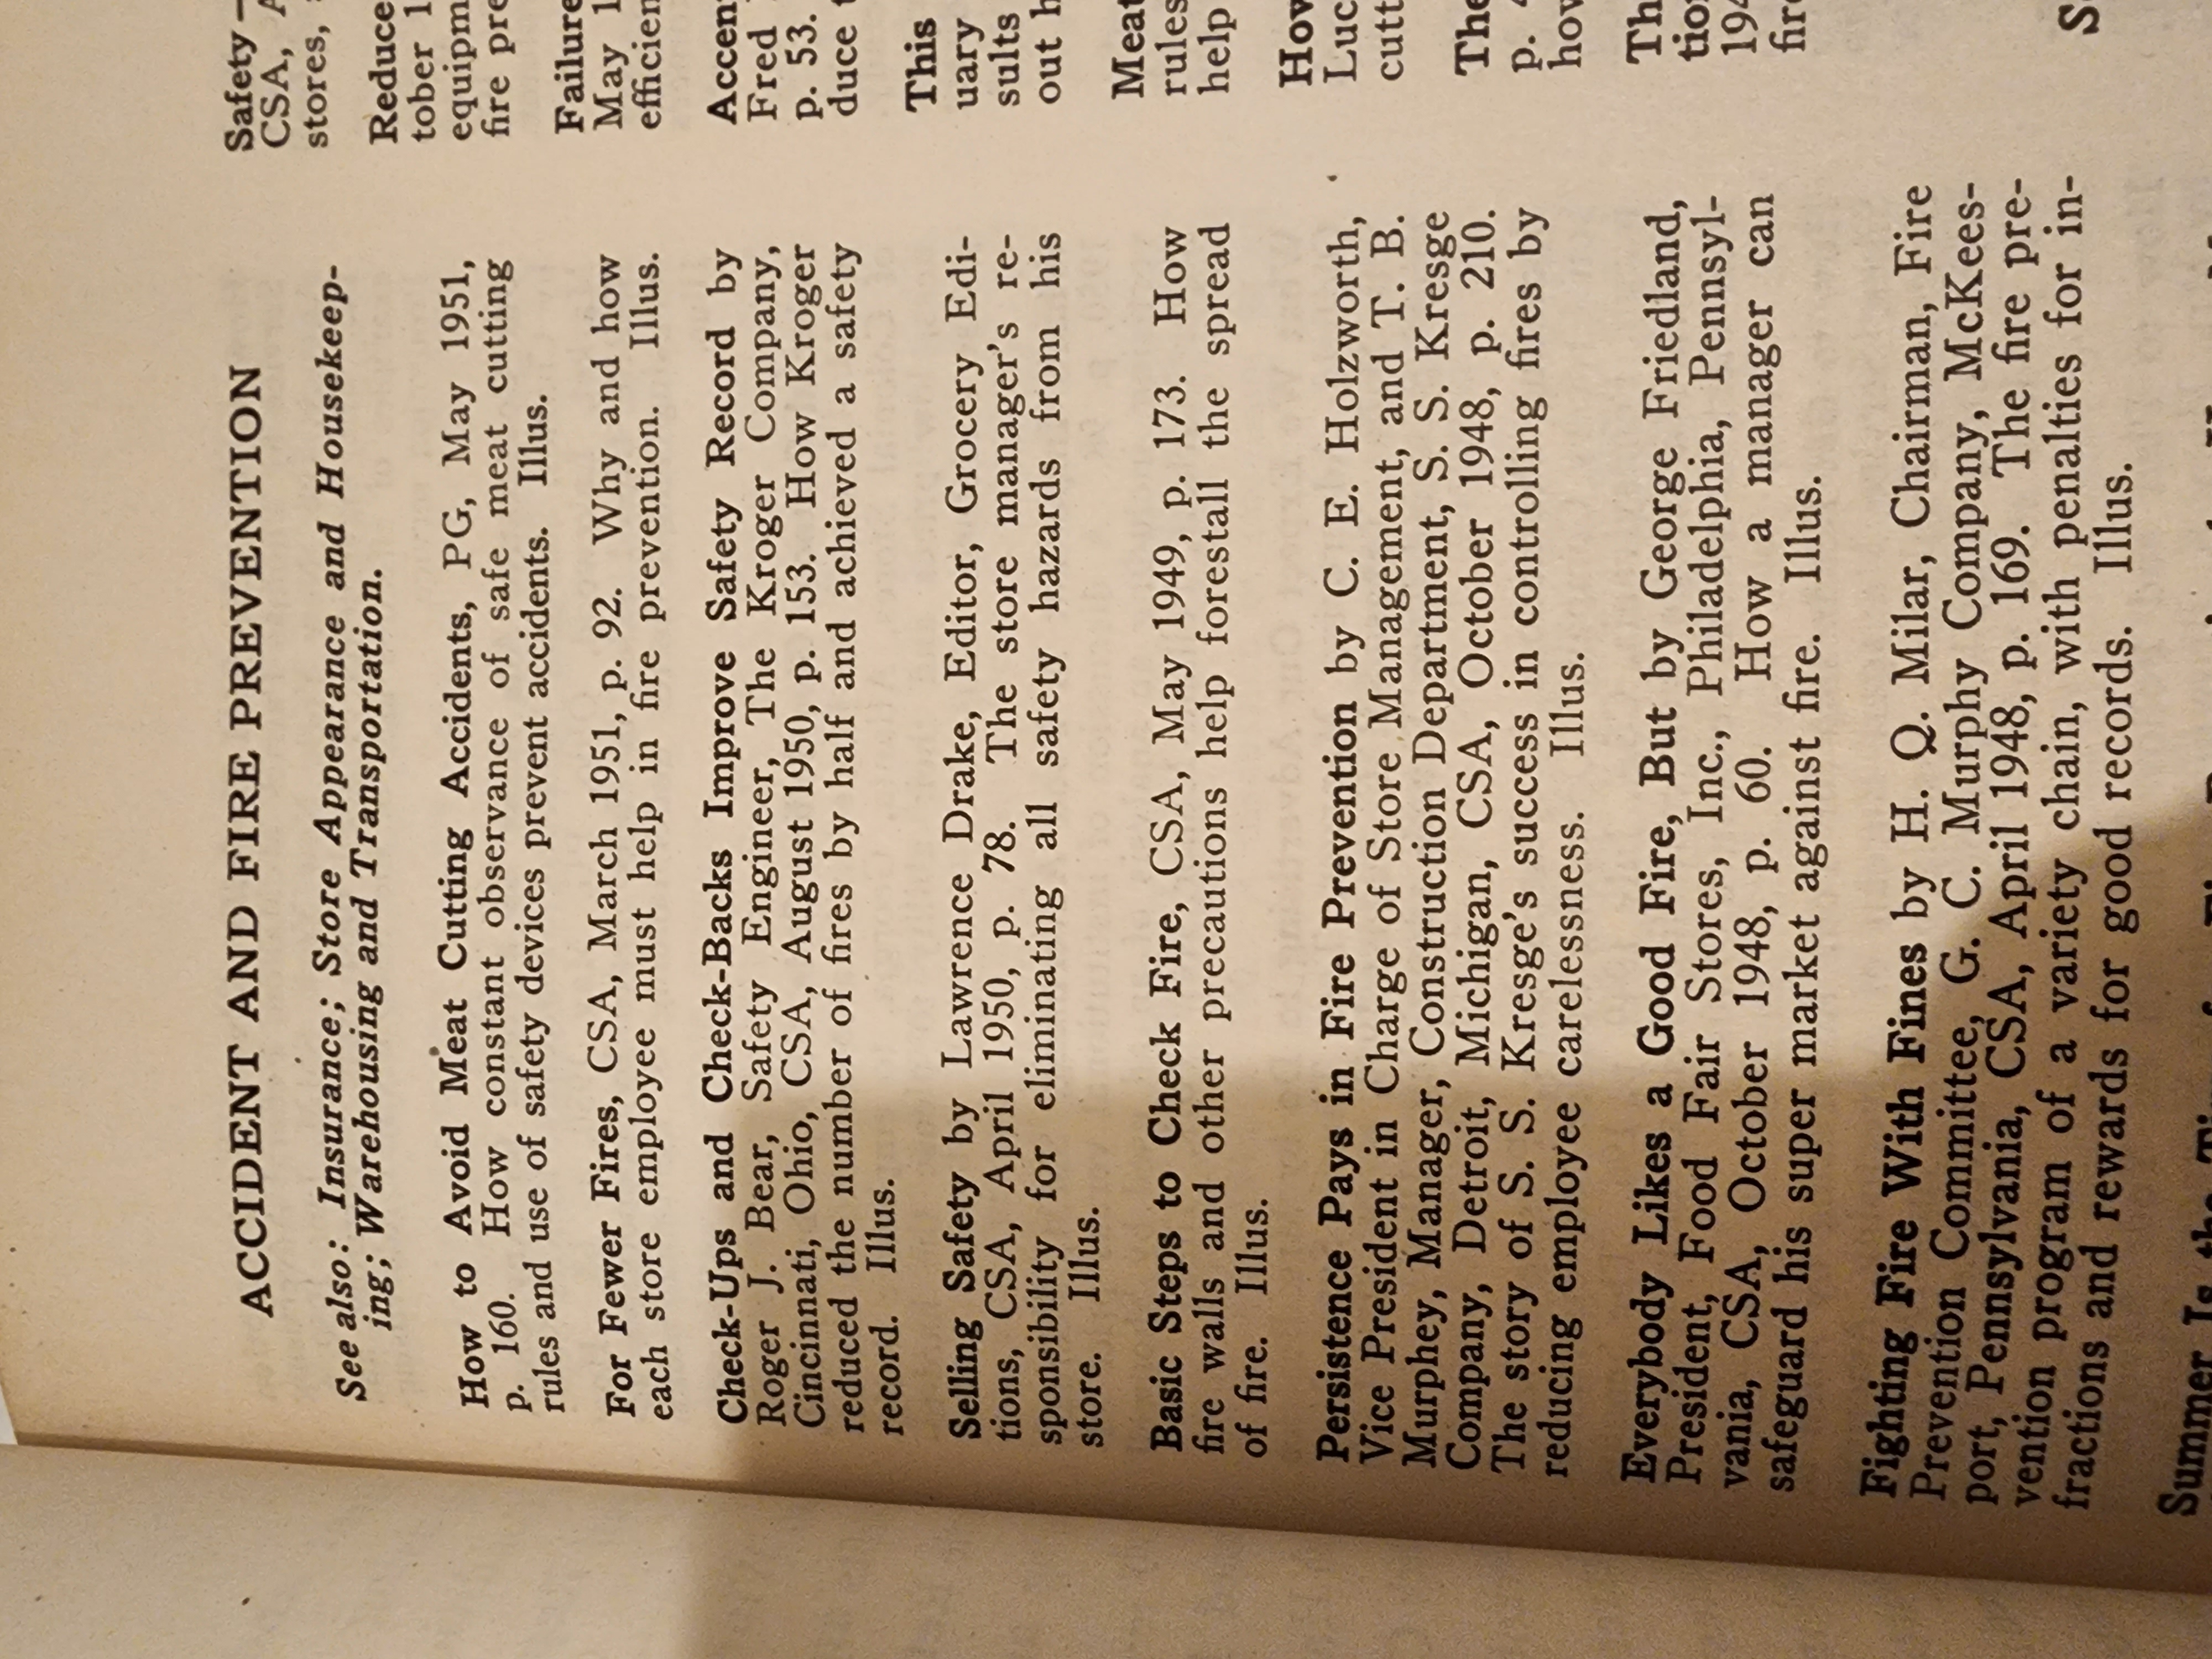 ACCIDENT AND FIRE PREVENTION
See also: Insurance; Store Appearance and Housekeep-
ing; Warehousing and Transportation.
How to Avoid Meat Cutting Accidents, PG, May 1951,
p. 160. How constant observance of safe meat cutting
rules and use of safety devices prevent accidents. Illus.
For Fewer Fires, CSA, March 1951, p. 92. Why and how
each store employee must help in fire prevention. Illus.
Check-Ups and Check-Backs Improve Safety Record by
Roger J. Bear, Safety Engineer, The Kroger Company,
Cincinnati, Ohio, CSA, August 1950, p. 153. How Kroger
reduced the number of fires by half and achieved a safety
record. Illus.
Selling Safety by Lawrence Drake, Editor, Grocery Edi-
tions, CSA, April 1950, p. 78. The store manager's re-
sponsibility for eliminating all safety hazards from his
store. Illus.
Basic Steps to Check Fire, CSA, May 1949, p. 173. How
fire walls and other precautions help forestall the spread
of fire. Illus.
Persistence Pays in Fire Prevention by C. E. Holzworth,
Vice President in Charge of Store Management, and T. B.
Murphey, Manager, Construction Department, S. S. Kresge
Company, Detroit, Michigan, CSA, October 1948, p. 210.
The story of S. S. Kresge's success in controlling fires by
reducing employee carelessness. Illus.
Everybody Likes a Good Fire, But by George Friedland,
President, Food Fair Stores, Inc., Philadelphia, Pennsyl-
vania, CSA, October 1948, p. 60. How a manager can
safeguard his super market against fire. Illus.
Fighting Fire With Fines by H. Q. Milar, Chairman, Fire
Prevention Committee, G. C. Murphy Company, McKees-
port, Pennsylvania, CSA, April 1948, p. 169. The fire pre-
vention program of a variety chain, with penalties for in-
fractions and rewards for good records. Illus.
Summer Is the
Safety—
CSA, A
stores,
Reduce
tober 1
equipm
fire pre
Failure
May 1
efficien
Accen
Fred
p. 53.
duce t
This
uary
sults
out h
Meat
rules
help
How
Luc
cutt
The
p. 4
how
Th
tion
194
fire
S